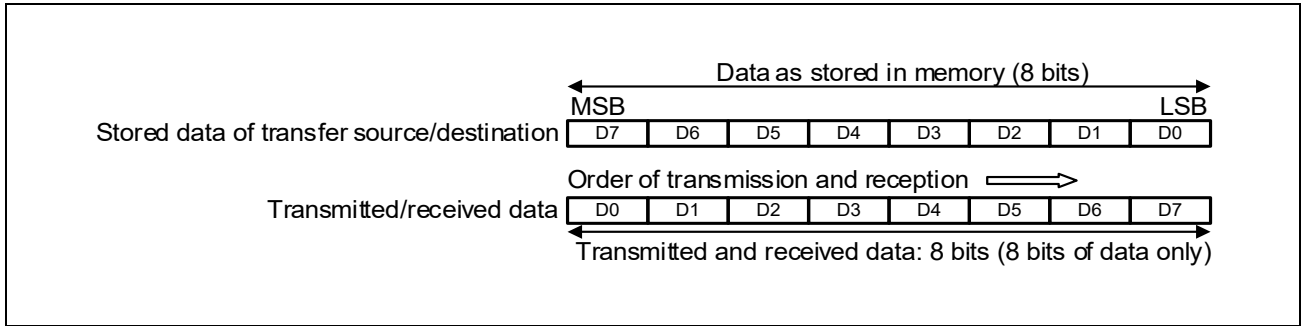 Data as stored in memory (8 bits)
MSB LSB
Stored data of transfer source/destination D7 D6 D5 D4 D3 D2 D1 D0
Order of transmission and reception
Transmitted/received data D0 D1 D2 D3 D4 D5 D6 D7
Transmitted and received data: 8 bits (8 bits of data only)